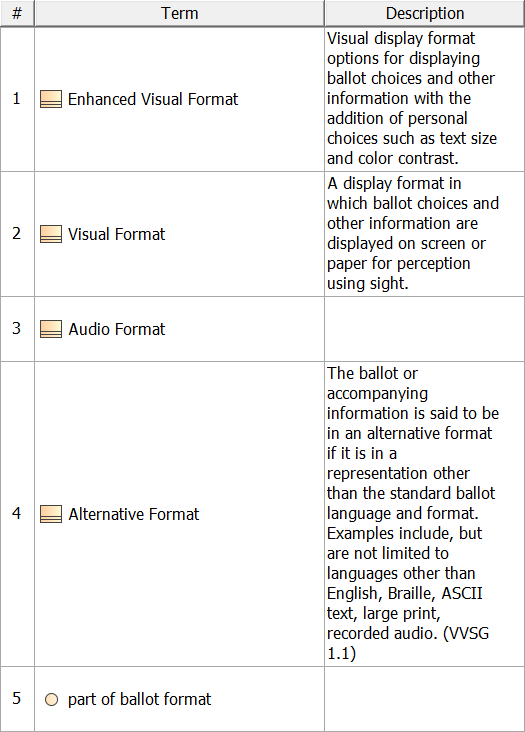 # Term Description
1 Enhanced Visual Format
Visual display format
options for displaying
ballot choices and other
information with the
addition of personal
choices such as text size
and color contrast.
2 Visual Format
A display format in
which ballot choices and
other information are
displayed on screen or
paper for perception
using sight.
3 Audio Format
4 Alternative Format
The ballot or
accompanying
information is said to be
in an alternative format
if it is in a
representation other
than the standard ballot
language and format.
Examples include, but
are not limited to
languages other than
English, Braille, ASCII
text, large print,
recorded audio. (VVSG
1.1)
5 part of ballot format